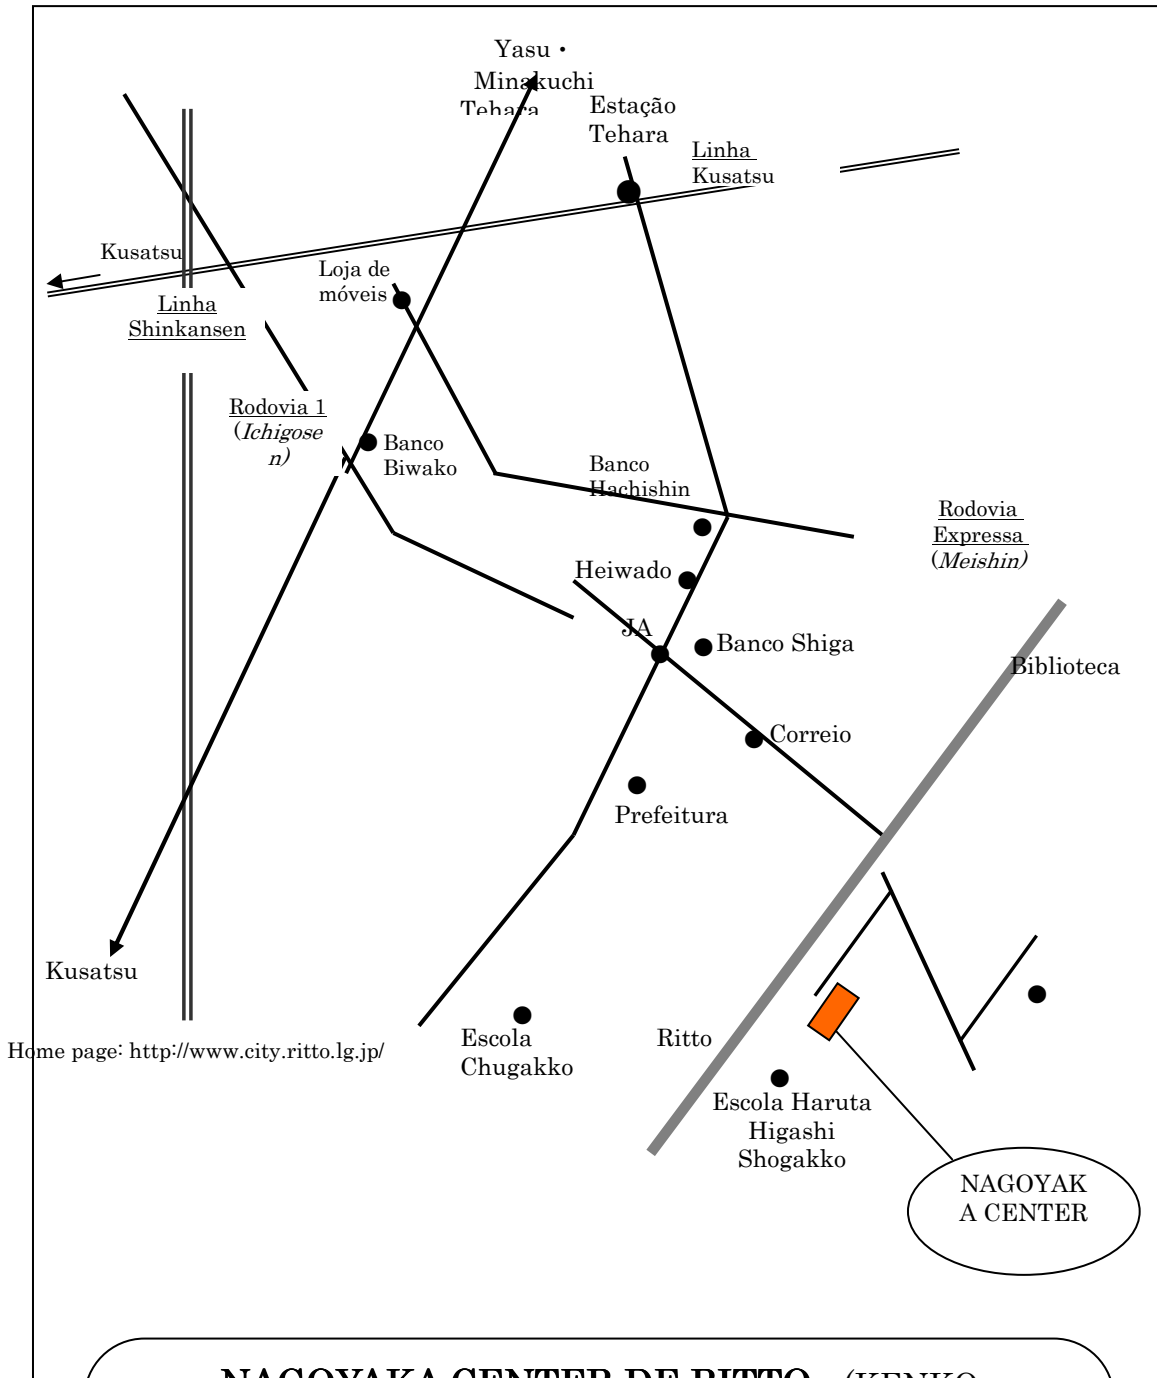 Yasu・
Minakuchi
Tehara
Estação
Tehara
Linha
Kusatsu
Kusatsu
Loja de
móveis
Linha
Shinkansen
Rodovia 1
(Ichigose
n)
Banco
Biwako
Banco
Hachishin
Rodovia
Expressa
(Meishin)
Heiwado
JA
Banco Shiga
Biblioteca
Correio
Prefeitura
Kusatsu
Home page: http://www.city.ritto.lg.jp/
Escola
Chugakko
Ritto
Escola Haruta
Higashi
Shogakko
NAGOYAK
A CENTER
NAGOYAKA CENTER DE RITTO (KENKO